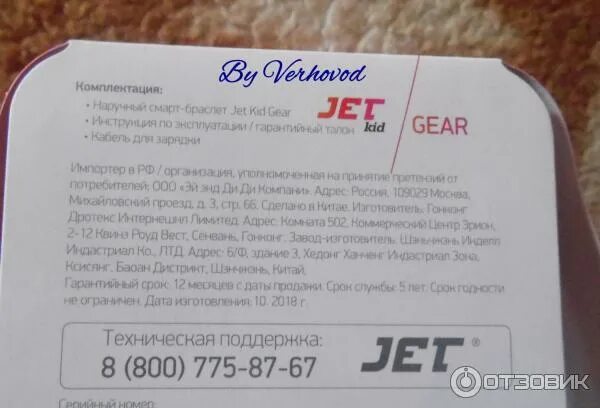 By Verhovod
Комплектация:
• Наручный смарт-браслет Jet Kid Gear
• Инструкция по эксплуатации / гарантийный талон
• Кабель для зарядки
JET
kid
GEAR
Импортер в РФ / организация, уполномоченная на принятие претензий от
потребителей: ООО «Эй энд Ди Ди Компани». Адрес: Россия, 109029 Москва,
Михайловский проезд, д. 3, стр. 66. Сделано в Китае. Изготовитель: Гонконг
Дротекс Интернешнл Лимитед. Адрес: Комната 502, Коммерческий Центр Эрион,
2-12 Квинз Роуд Вест, Сенвань, Гонконг. Завод-изготовитель: Шэньчжэнь Инделл
Индастриал Ко., ЛТД. Адрес: 6/Ф, здание 3, Хедонг Ханченг Индастриал Зона,
Ксисянг, Баоан Дистрикт, Шэнчжэнь, Китай.
Гарантийный срок: 12 месяцев с даты продажи. Срок службы: 5 лет. Срок годности
не ограничен. Дата изготовления: 10. 2018 г.
Техническая поддержка:
8 (800) 775-87-67
JET ®
Серийный номер:
ОТЗОВИК